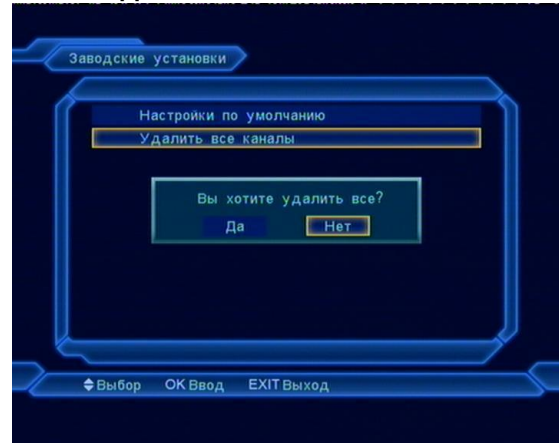 Заводские установки
Настройки по умолчанию
Удалить все каналы
Вы хотите удалить все?
Да Нет
Выбор OK Ввод EXIT Выход